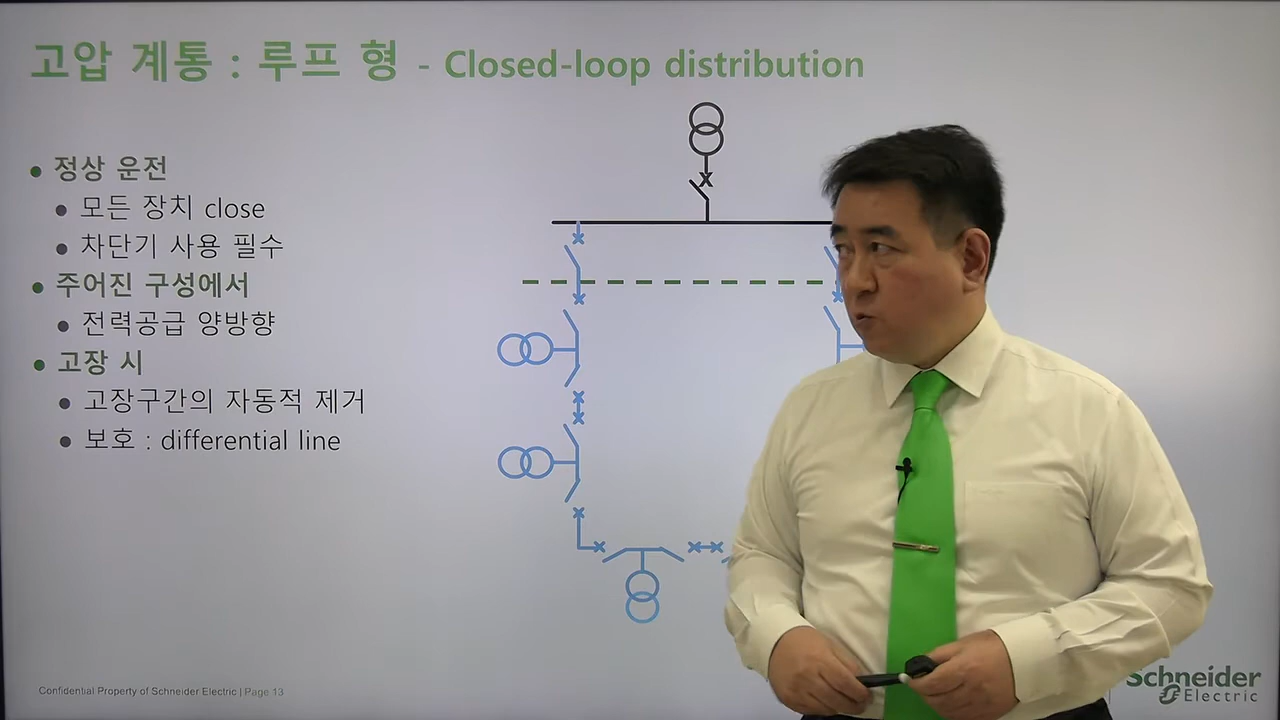 고압 계통 : 루프 형 - Closed-loop distribution
• 정상 운전
• 모든 장치 close
• 차단기 사용 필수
• 주어진 구성에서
• 전력공급 양방향
• 고장 시
• 고장구간의 자동적 제거
• 보호 : differential line
Confidential Property of Schneider Electric | Page 13
Schneider
Electric